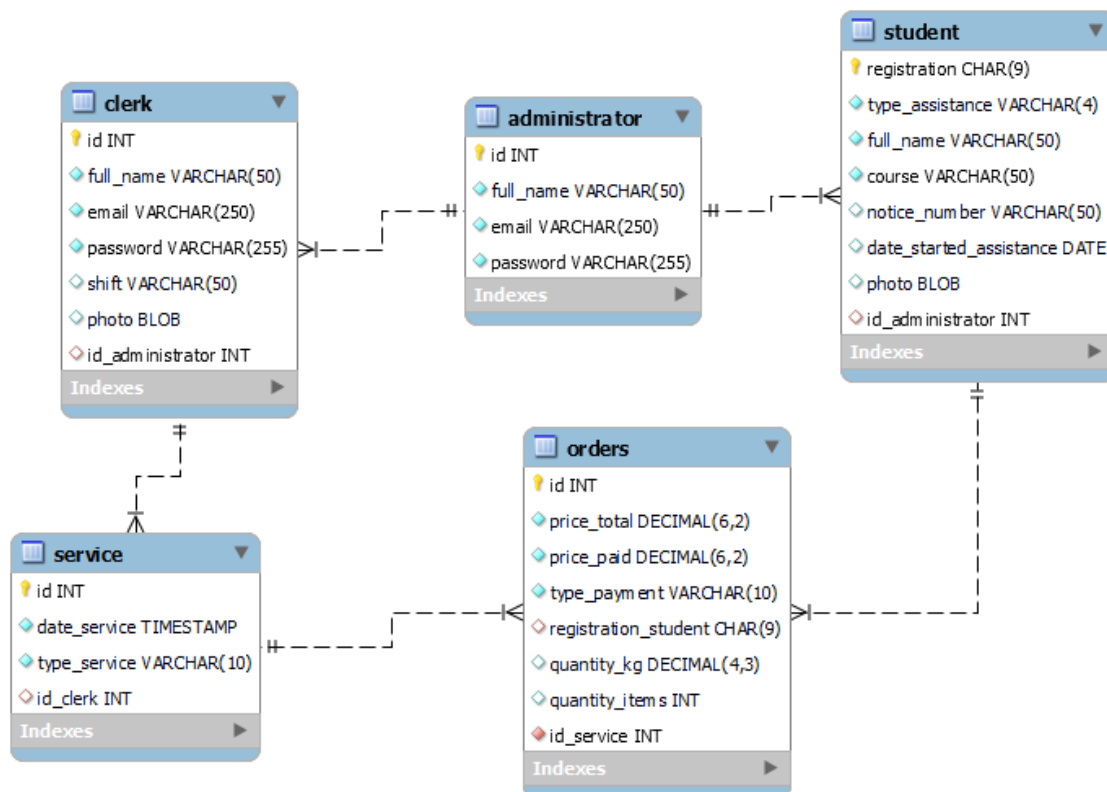 clerk
id INT
full_name VARCHAR(50)
email VARCHAR(250)
password VARCHAR(255)
shift VARCHAR(50)
photo BLOB
id_administrator INT
Indexes
administrator
id INT
full_name VARCHAR(50)
email VARCHAR(250)
password VARCHAR(255)
Indexes
student
registration CHAR(9)
type_assistance VARCHAR(4)
full_name VARCHAR(50)
course VARCHAR(50)
notice_number VARCHAR(50)
date_started_assistance DATE
photo BLOB
id_administrator INT
Indexes
service
id INT
date_service TIMESTAMP
type_service VARCHAR(10)
id_clerk INT
Indexes
orders
id INT
price_total DECIMAL(6,2)
price_paid DECIMAL(6,2)
type_payment VARCHAR(10)
registration_student CHAR(9)
quantity_kg DECIMAL(4,3)
quantity_items INT
id_service INT
Indexes